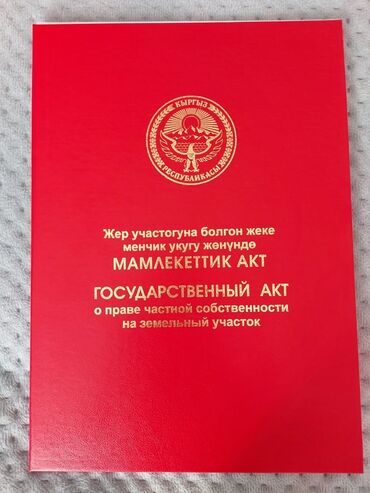 КЫРГЫЗ
РЕСПУБЛИКАСЫ
Жер участогуна болгон жеке
менчик укугу жөнүндө
МАМЛЕКЕТТИК АКТ
ГОСУДАРСТВЕННЫЙ АКТ
о праве частной собственности
на земельный участок